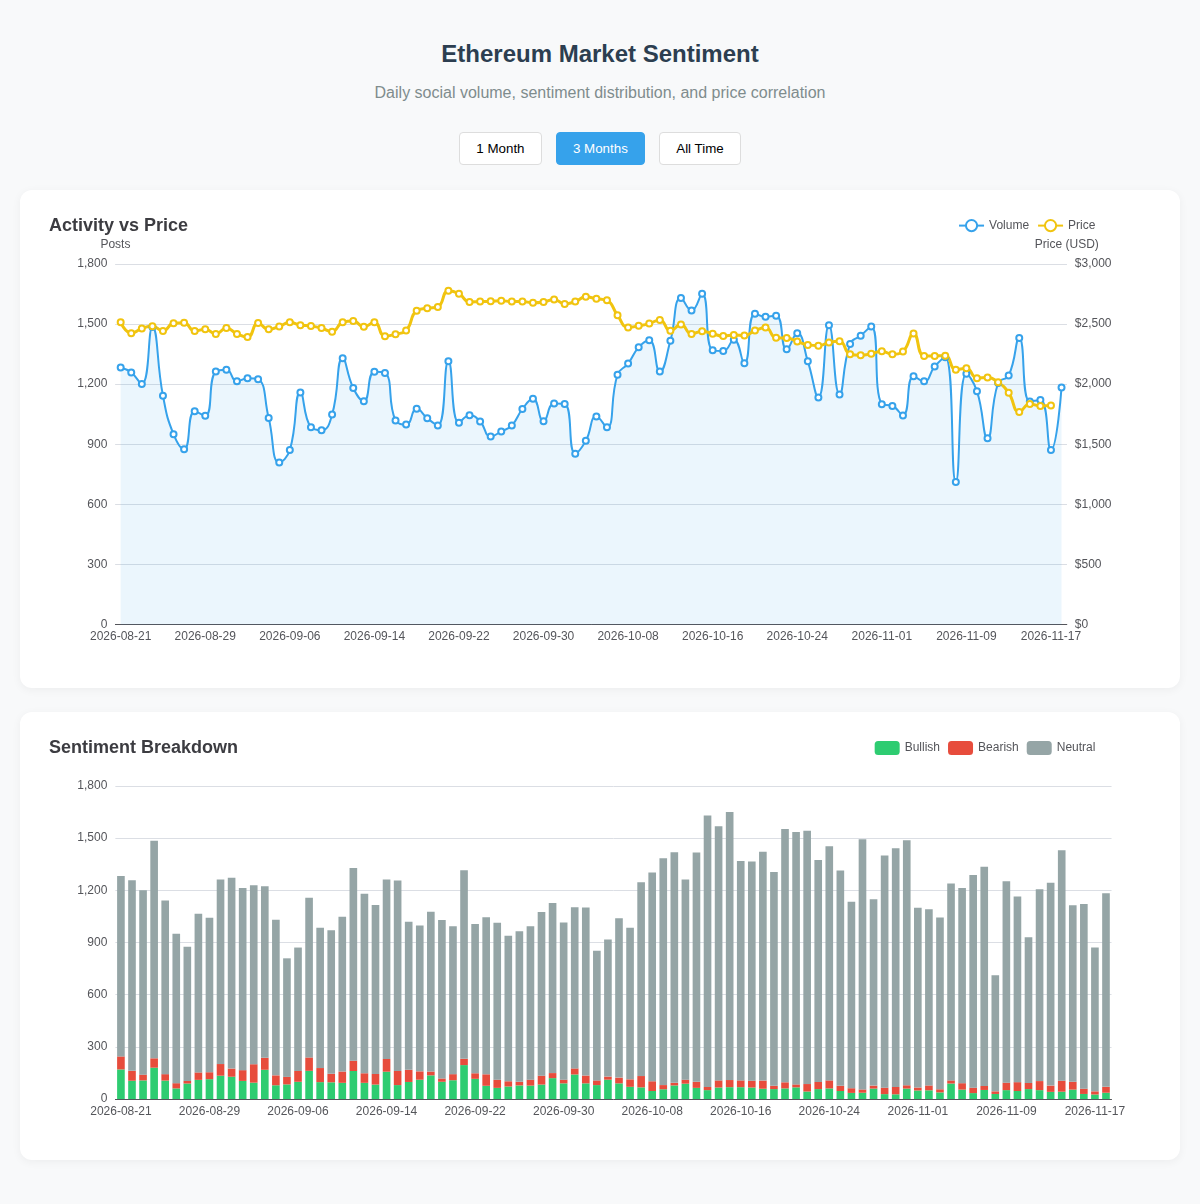 Ethereum Market Sentiment
Daily social volume, sentiment distribution, and price correlation
1 Month 3 Months All Time
Activity vs Price
Volume Price
Posts Price (USD)
1,800 $3,000
1,500 $2,500
1,200 $2,000
900 $1,500
600 $1,000
300 $500
0 $0
2026-08-21 2026-08-29 2026-09-06 2026-09-14 2026-09-22 2026-09-30 2026-10-08 2026-10-16 2026-10-24 2026-11-01 2026-11-09 2026-11-17
Sentiment Breakdown
Bullish Bearish Neutral
1,800
1,500
1,200
900
600
300
0
2026-08-21 2026-08-29 2026-09-06 2026-09-14 2026-09-22 2026-09-30 2026-10-08 2026-10-16 2026-10-24 2026-11-01 2026-11-09 2026-11-17